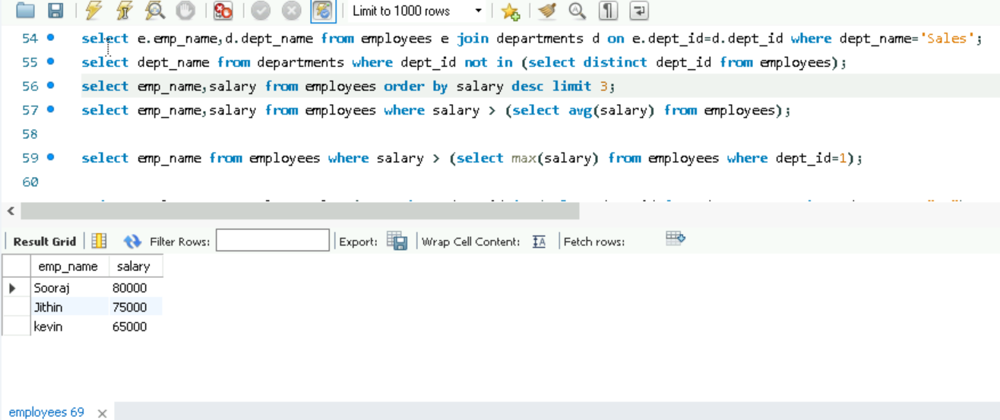 Limit to 1000 rows
54 select e.emp_name,d.dept_name from employees e join departments d on e.dept_id=d.dept_id where dept_name='Sales';
55 select dept_name from departments where dept_id not in (select distinct dept_id from employees);
56 select emp_name,salary from employees order by salary desc limit 3;
57 select emp_name,salary from employees where salary > (select avg(salary) from employees);
58
59 select emp_name from employees where salary > (select max(salary) from employees where dept_id=1);
60
Result Grid Filter Rows: Export: Wrap Cell Content: Fetch rows:
emp_name salary
Sooraj 80000
Jithin 75000
kevin 65000
employees 69